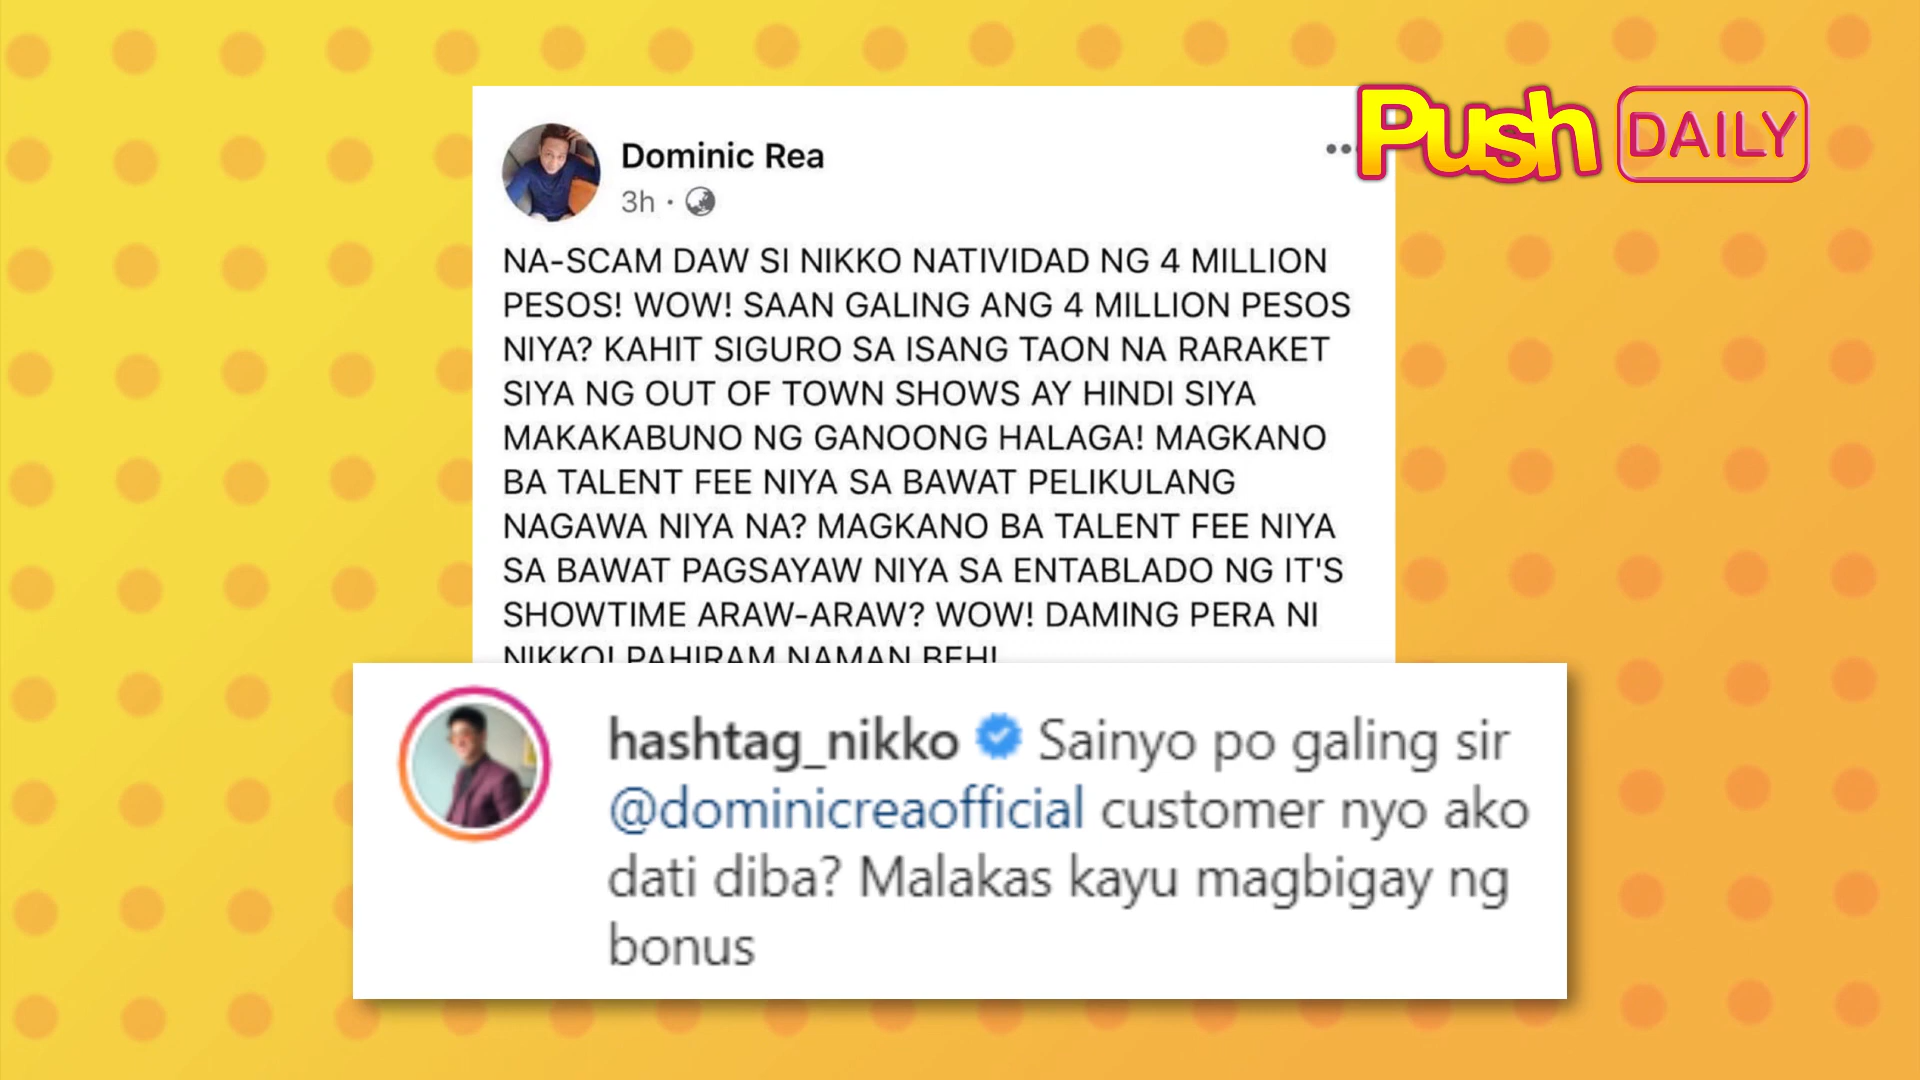 Push DAILY
Dominic Rea
3h
NA-SCAM DAW SI NIKKO NATIVIDAD NG 4 MILLION
PESOS! WOW! SAAN GALING ANG 4 MILLION PESOS
NIYA? KAHIT SIGURO SA ISANG TAON NA RARAKET
SIYA NG OUT OF TOWN SHOWS AY HINDI SIYA
MAKAKABUNO NG GANOONG HALAGA! MAGKANO
BA TALENT FEE NIYA SA BAWAT PELIKULANG
NAGAWA NIYA NA? MAGKANO BA TALENT FEE NIYA
SA BAWAT PAGSAYAW NIYA SA ENTABLADO NG IT'S
SHOWTIME ARAW-ARAW? WOW! DAMING PERA NI
NIKKO! PAHIRAM NAMAN BEH!
hashtag_nikko Sainyo po galing sir
@dominicreaofficial customer nyo ako
dati diba? Malakas kayu magbigay ng
bonus